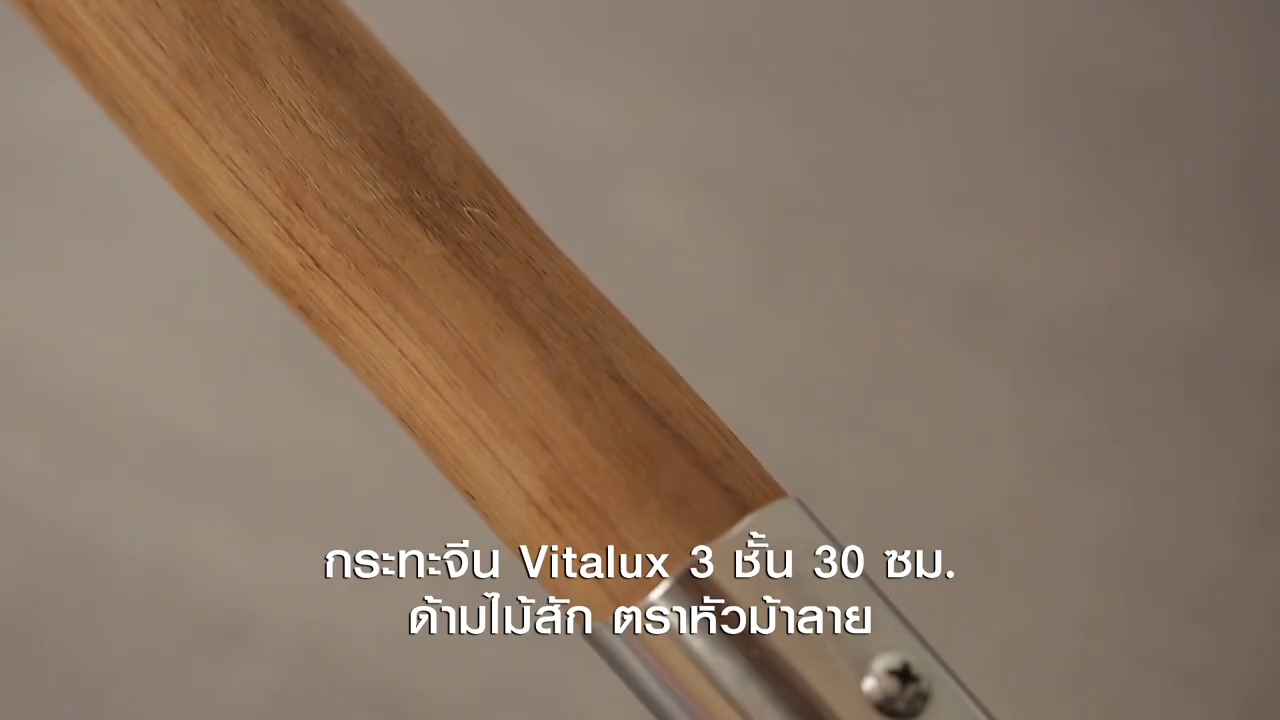 กระทะจีน Vitalux 3 ชั้น 30 ซม.
ด้ามไม้สัก ตราหัวม้าลาย